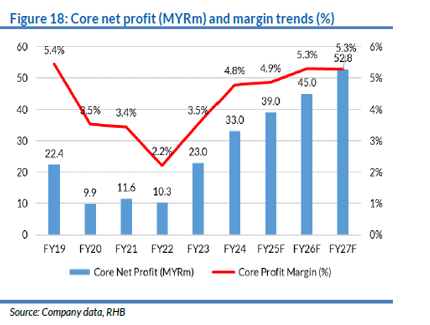 Figure 18: Core net profit (MYRm) and margin trends (%)
60 6%
50 5%
40 4%
30 3%
20 2%
10 1%
0 0%
5.4% 3.5% 3.4% 2.2% 3.5% 4.8% 4.9% 5.3% 5.3%
22.4 9.9 11.6 10.3 23.0 33.0 39.0 45.0 52.8
FY19 FY20 FY21 FY22 FY23 FY24 FY25F FY26F FY27F
Core Net Profit (MYRm) Core Profit Margin (%)
Source: Company data, RHB